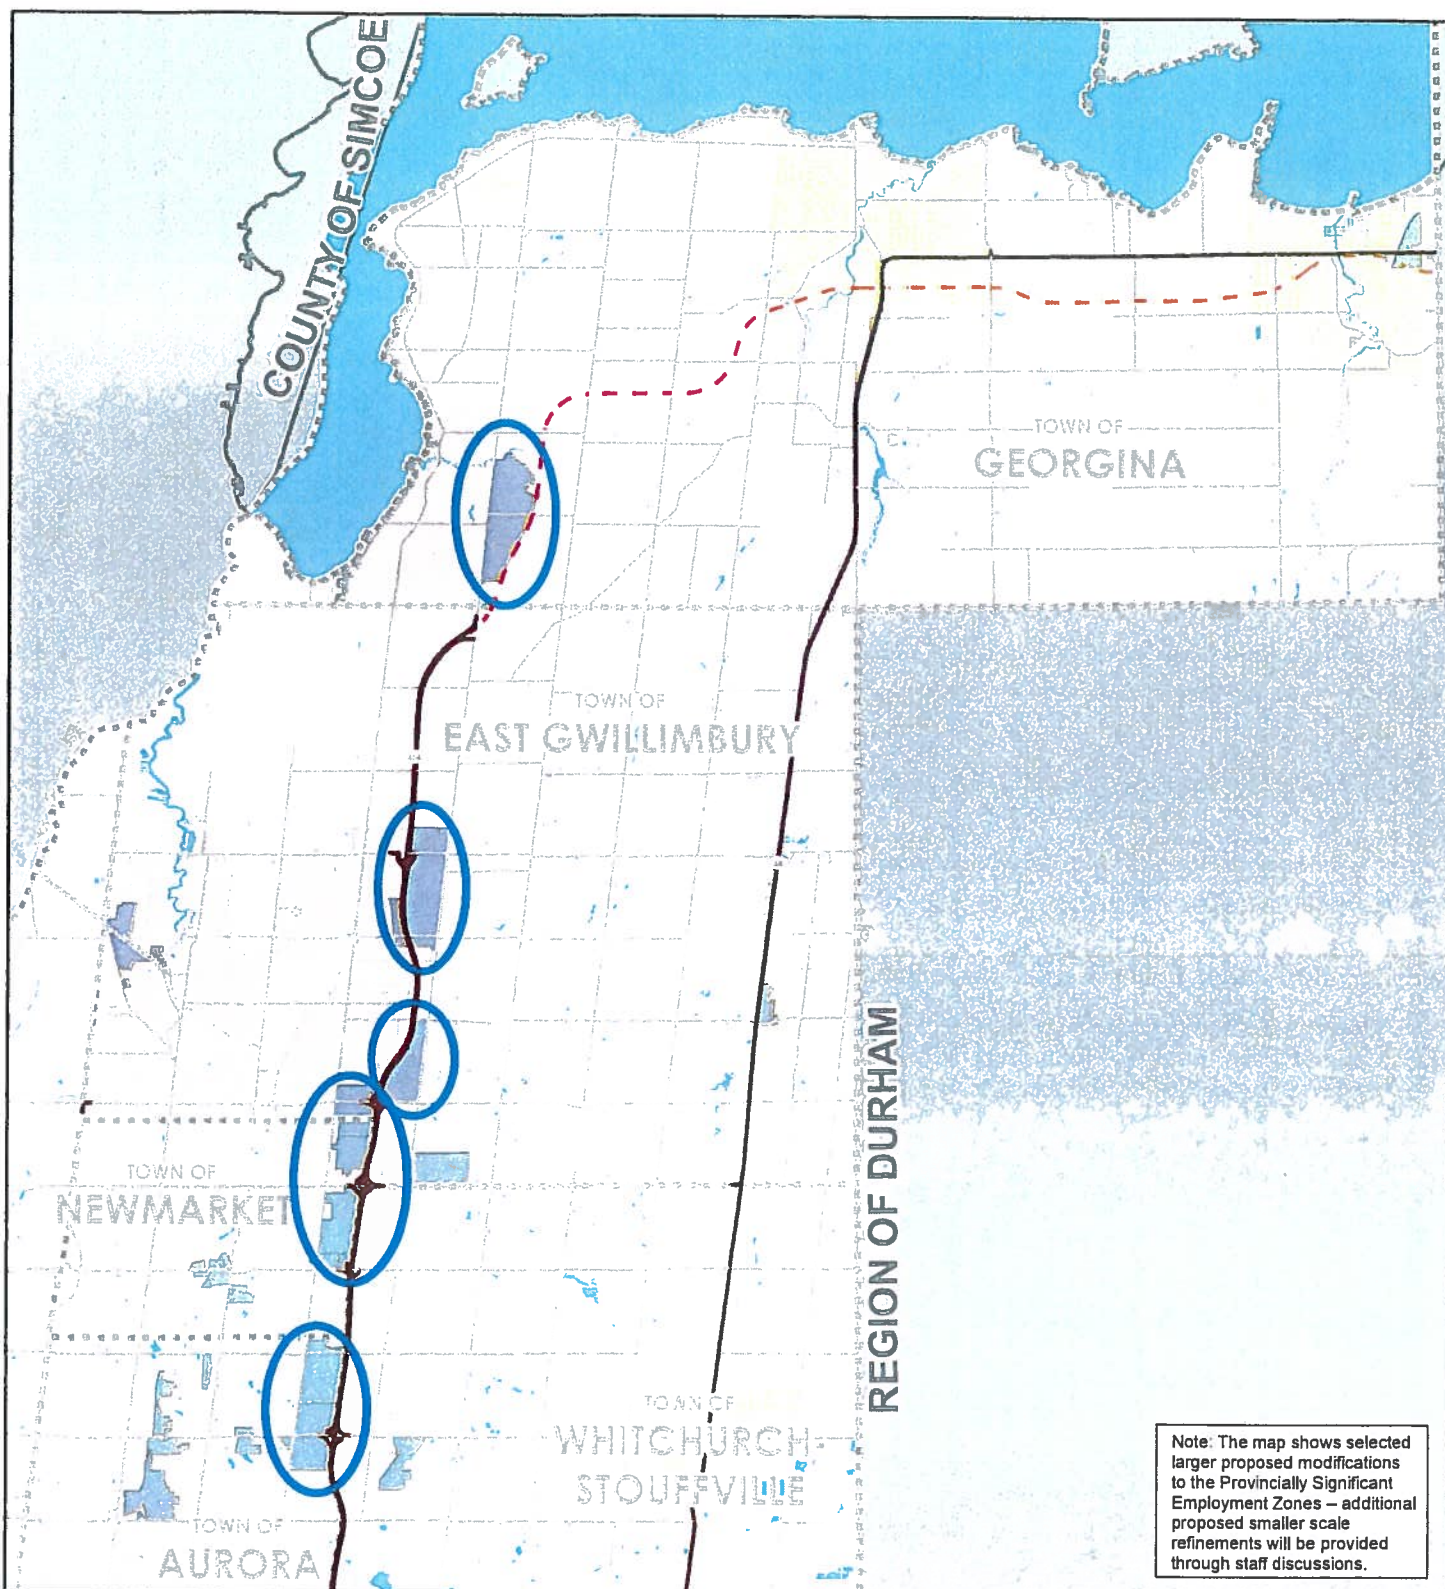 COUNTY OF SIMCOE
TOWN OF
GEORGINA
TOWN OF
EAST GWILLIMBURY
REGION OF DURHAM
TOWN OF
NEWMARKET
TOWN OF
WHITCHURCH-
STOUFFVILLE
TOWN OF
AURORA
Note: The map shows selected
larger proposed modifications
to the Provincially Significant
Employment Zones – additional
proposed smaller scale
refinements will be provided
through staff discussions.